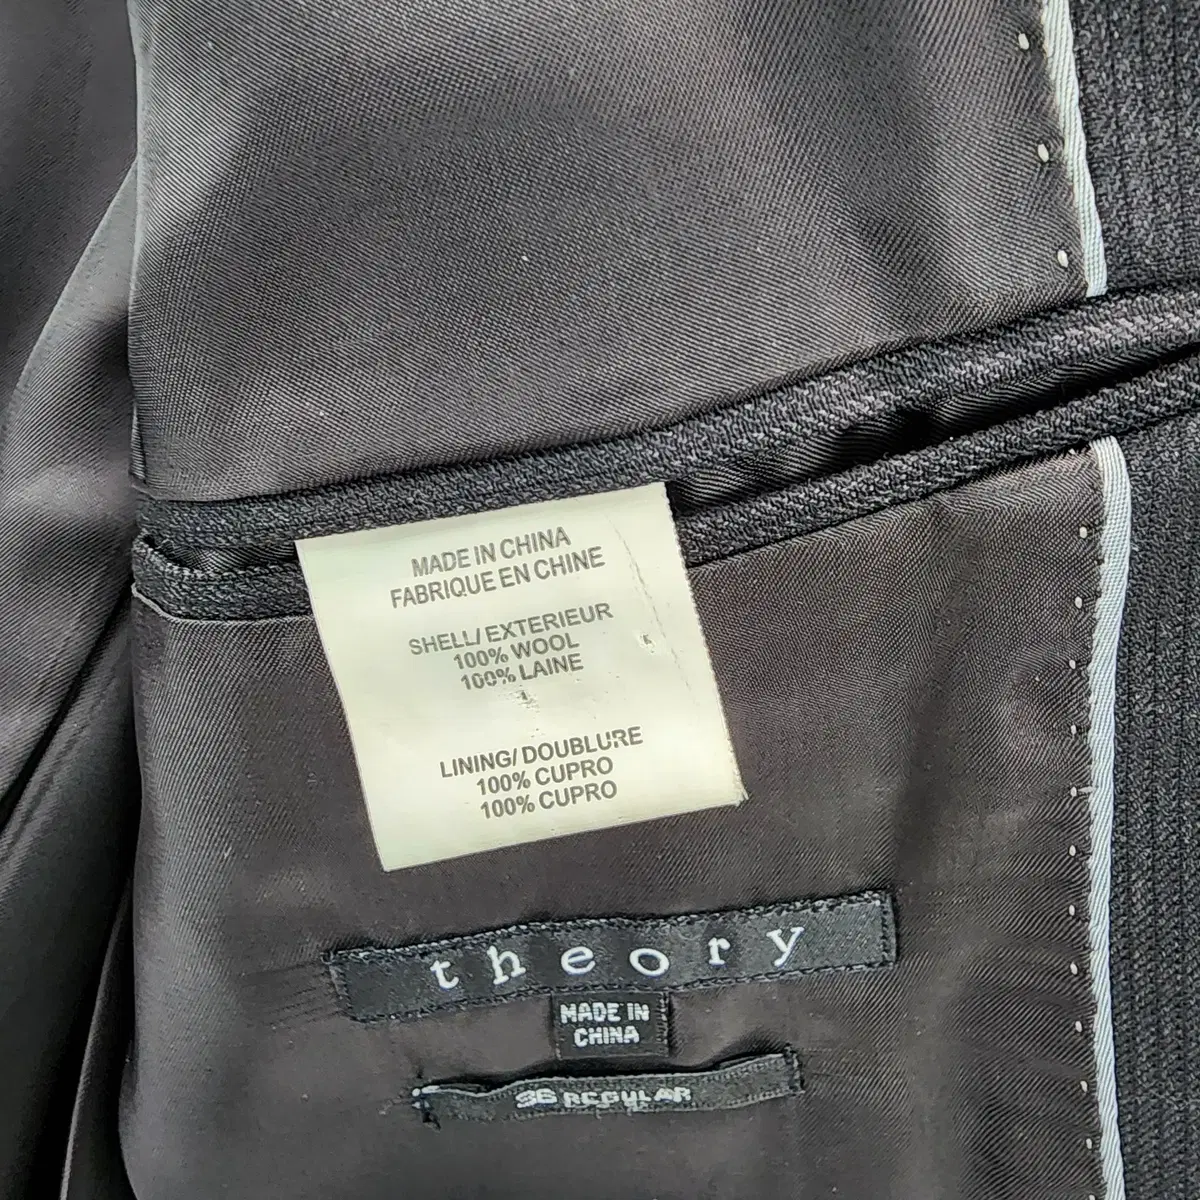 MADE IN CHINA
FABRIQUE EN CHINE
SHELL/ EXTERIEUR
100% WOOL
100% LAINE
LINING/ DOUBLURE
100% CUPRO
100% CUPRO
theory
MADE IN
CHINA
36 REGULAR